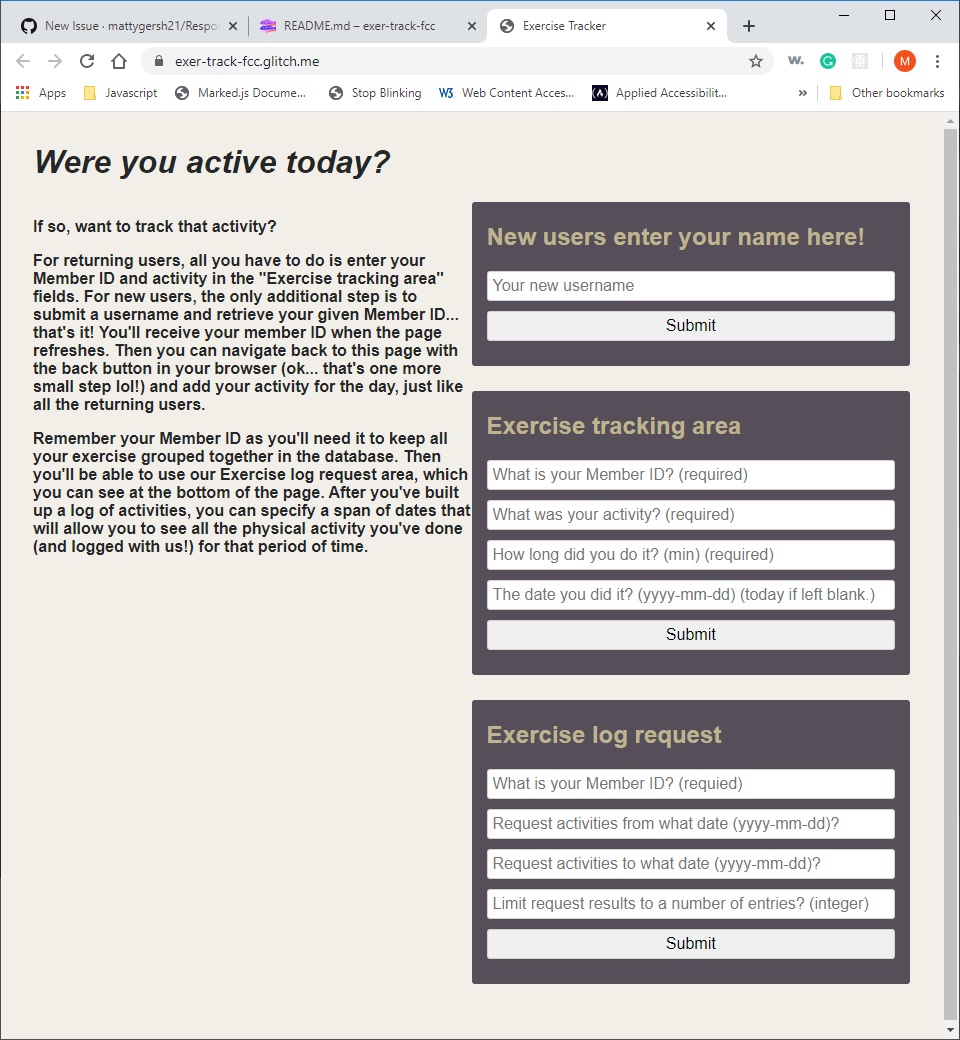 New Issue · mattygersh21/Respo
README.md – exer-track-fcc
Exercise Tracker
exer-track-fcc.glitch.me
W.
G
M
Apps
Javascript
Marked.js Docume...
Stop Blinking
W3 Web Content Acces...
(A) Applied Accessibilit...
»
Other bookmarks
Were you active today?
If so, want to track that activity?
For returning users, all you have to do is enter your
Member ID and activity in the "Exercise tracking area"
fields. For new users, the only additional step is to
submit a username and retrieve your given Member ID...
that's it! You'll receive your member ID when the page
refreshes. Then you can navigate back to this page with
the back button in your browser (ok... that's one more
small step lol!) and add your activity for the day, just like
all the returning users.
Remember your Member ID as you'll need it to keep all
your exercise grouped together in the database. Then
you'll be able to use our Exercise log request area, which
you can see at the bottom of the page. After you've built
up a log of activities, you can specify a span of dates that
will allow you to see all the physical activity you've done
(and logged with us!) for that period of time.
New users enter your name here!
Your new username
Submit
Exercise tracking area
What is your Member ID? (required)
What was your activity? (required)
How long did you do it? (min) (required)
The date you did it? (yyyy-mm-dd) (today if left blank.)
Submit
Exercise log request
What is your Member ID? (requied)
Request activities from what date (yyyy-mm-dd)?
Request activities to what date (yyyy-mm-dd)?
Limit request results to a number of entries? (integer)
Submit